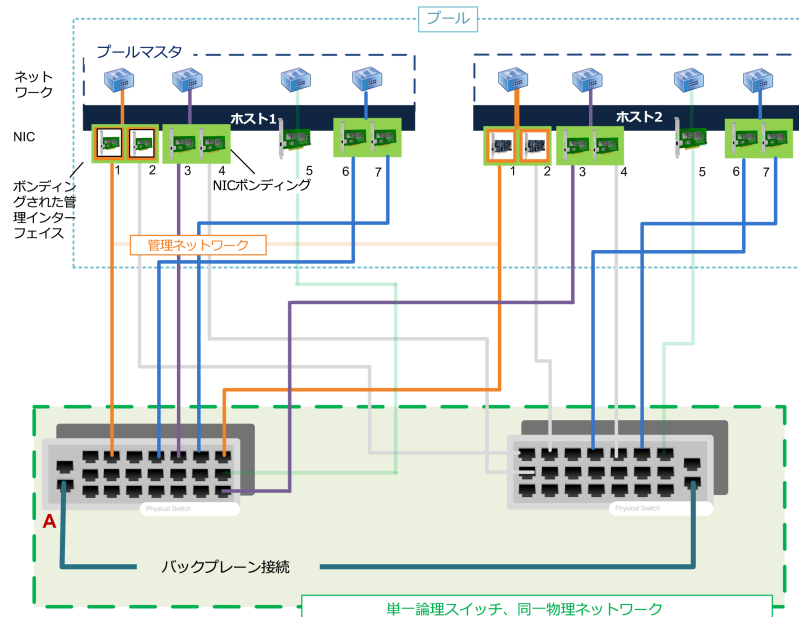 プール
プールマスタ
ネット
ワーク
ホスト1
ホスト2
NIC
1
2
3
4
5
6
7
1
2
3
4
5
6
7
NICボンディング
ボンディン
グされた管
理インター
フェイス
管理ネットワーク
Physical Switch
Physical Switch
A
バックプレーン接続
単一論理スイッチ、同一物理ネットワーク